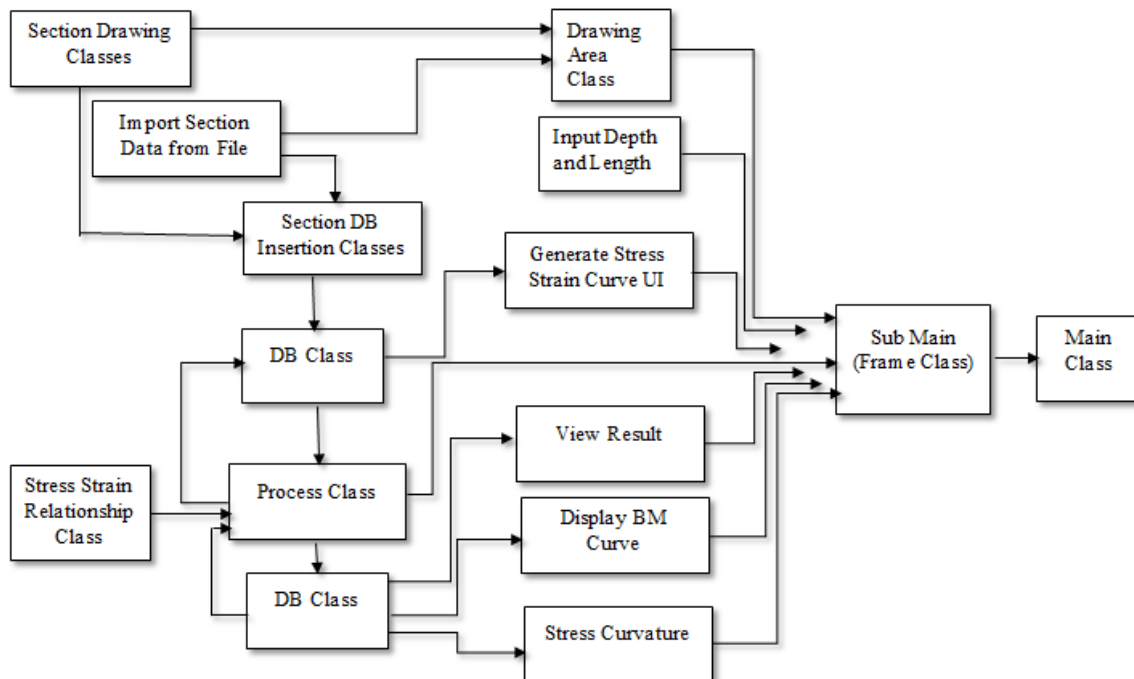 Section Drawing
Classes
Drawing
Area
Class
Import Section
Data from File
Input Depth
and Length
Section DB
Insertion Classes
Generate Stress
Strain Curve UI
Sub Main
(Frame Class)
Main
Class
DB Class
View Result
Stress Strain
Relationship
Class
Process Class
Display BM
Curve
DB Class
Stress Curvature